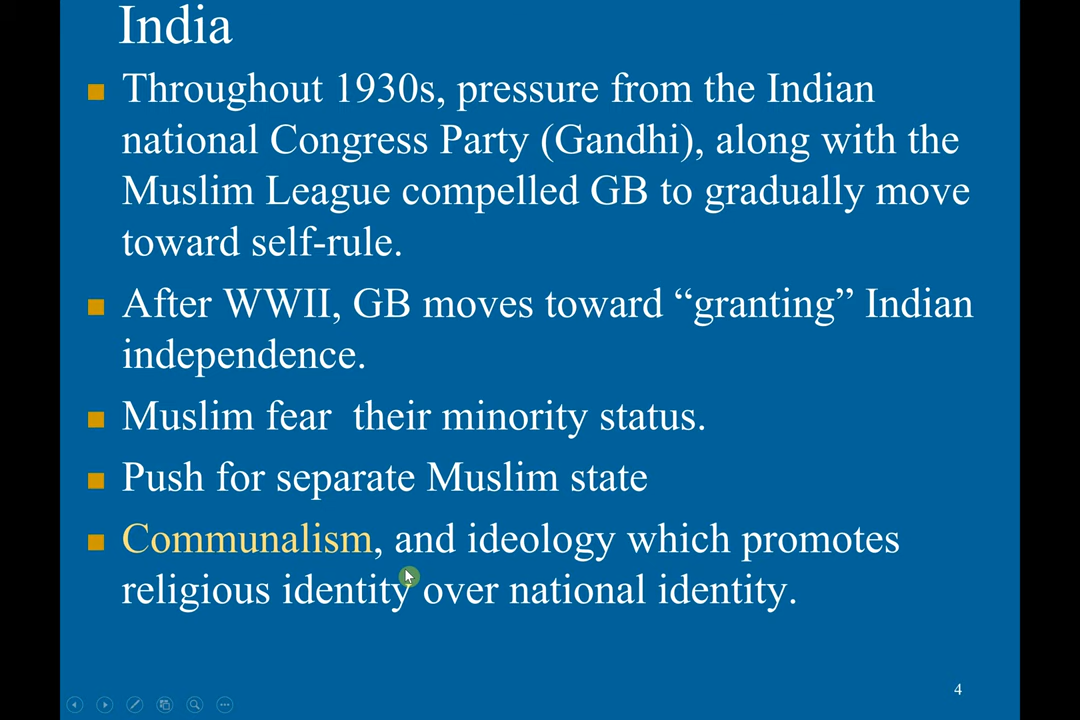 India
Throughout 1930s, pressure from the Indian
national Congress Party (Gandhi), along with the
Muslim League compelled GB to gradually move
toward self-rule.
After WWII, GB moves toward “granting” Indian
independence.
Muslim fear  their minority status.
Push for separate Muslim state
Communalism, and ideology which promotes
religious identity over national identity.
4